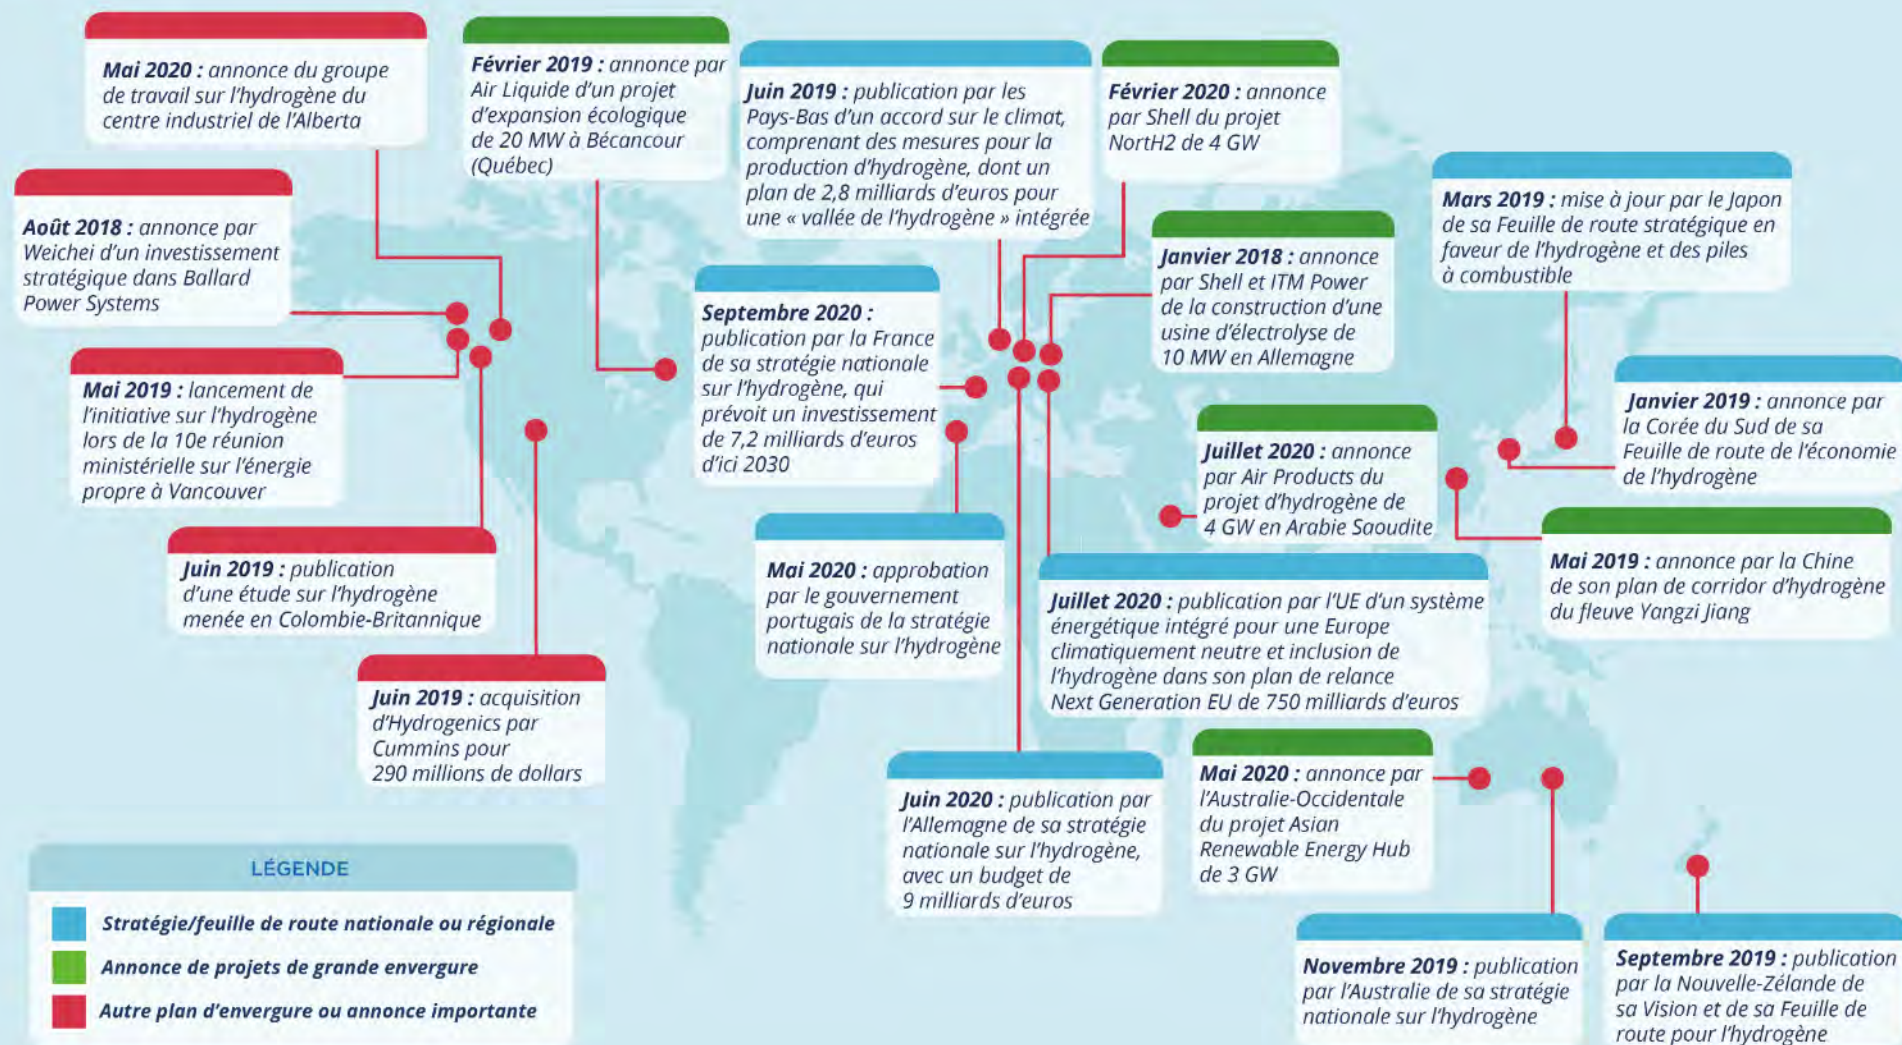 Mai 2020 : annonce du groupe
de travail sur l'hydrogène du
centre industriel de l'Alberta
Février 2019 : annonce par
Air Liquide d'un projet
d'expansion écologique
de 20 MW à Bécancour
(Québec)
Juin 2019 : publication par les
Pays-Bas d'un accord sur le climat,
comprenant des mesures pour la
production d'hydrogène, dont un
plan de 2,8 milliards d'euros pour
une « vallée de l'hydrogène » intégrée
Février 2020 : annonce
par Shell du projet
NortH2 de 4 GW
Mars 2019 : mise à jour par le Japon
de sa Feuille de route stratégique en
faveur de l'hydrogène et des piles
à combustible
Août 2018 : annonce par
Weichei d'un investissement
stratégique dans Ballard
Power Systems
Janvier 2018 : annonce
par Shell et ITM Power
de la construction d'une
usine d'électrolyse de
10 MW en Allemagne
Septembre 2020 :
publication par la France
de sa stratégie nationale
sur l'hydrogène, qui
prévoit un investissement
de 7,2 milliards d'euros
d'ici 2030
Mai 2019 : lancement de
l'initiative sur l'hydrogène
lors de la 10e réunion
ministérielle sur l'énergie
propre à Vancouver
Janvier 2019 : annonce par
la Corée du Sud de sa
Feuille de route de l'économie
de l'hydrogène
Juillet 2020 : annonce
par Air Products du
projet d'hydrogène de
4 GW en Arabie Saoudite
Juin 2019 : publication
d'une étude sur l'hydrogène
menée en Colombie-Britannique
Mai 2020 : approbation
par le gouvernement
portugais de la stratégie
nationale sur l'hydrogène
Juillet 2020 : publication par l'UE d'un système
énergétique intégré pour une Europe
climatiquement neutre et inclusion de
l'hydrogène dans son plan de relance
Next Generation EU de 750 milliards d'euros
Mai 2019 : annonce par la Chine
de son plan de corridor d'hydrogène
du fleuve Yangzi Jiang
Juin 2019 : acquisition
d'Hydrogenics par
Cummins pour
290 millions de dollars
Juin 2020 : publication par
l'Allemagne de sa stratégie
nationale sur l'hydrogène,
avec un budget de
9 milliards d'euros
Mai 2020 : annonce par
l'Australie-Occidentale
du projet Asian
Renewable Energy Hub
de 3 GW
Novembre 2019 : publication
par l'Australie de sa stratégie
nationale sur l'hydrogène
Septembre 2019 : publication
par la Nouvelle-Zélande de
sa Vision et de sa Feuille de
route pour l'hydrogène
LÉGENDE
Stratégie/feuille de route nationale ou régionale
Annonce de projets de grande envergure
Autre plan d'envergure ou annonce importante